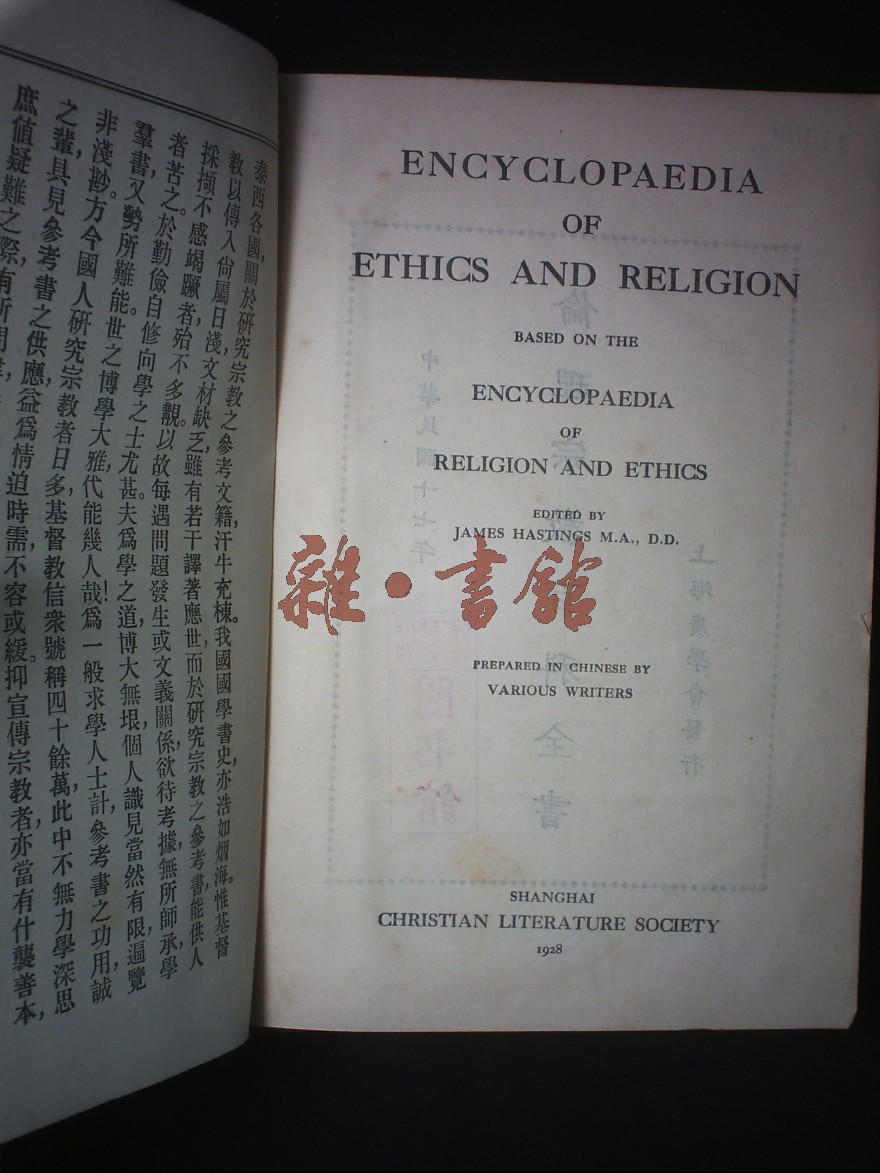 泰西各國，關於研究宗教之參考文籍，汗牛充棟。我國國學書史，亦浩如烟海。惟基督
教以傳入尙屬日淺，文材缺乏，雖有若干譯著應世，而於研究宗教之參考書，能供人
採擷不感竭蹶者，殆不多覯。以故每遇問題發生，或文義關係，欲待考據，無所師承，學
者苦之。於勤儉自修向學之士尤甚。夫爲學之道，博大無垠，個人識見，當然有限，遍覽
羣書，又勢所難能。世之博學大雅，代能幾人哉！爲一般求學人士計，參考書之功用，誠
非淺尠。方今國人研究宗教者日多，基督教信衆，號稱四十餘萬，此中不無力學深思
之輩，具見參考書之供應，益爲情迫時需，不容或緩。抑宣傳宗教者，亦當有什襲善本，
庶値疑難之際，有所
ENCYCLOPAEDIA
OF
ETHICS AND RELIGION
BASED ON THE
ENCYCLOPAEDIA
OF
RELIGION AND ETHICS
EDITED BY
JAMES HASTINGS M.A., D.D.
雜·書館
PREPARED IN CHINESE BY
VARIOUS WRITERS
SHANGHAI
CHRISTIAN LITERATURE SOCIETY
1928